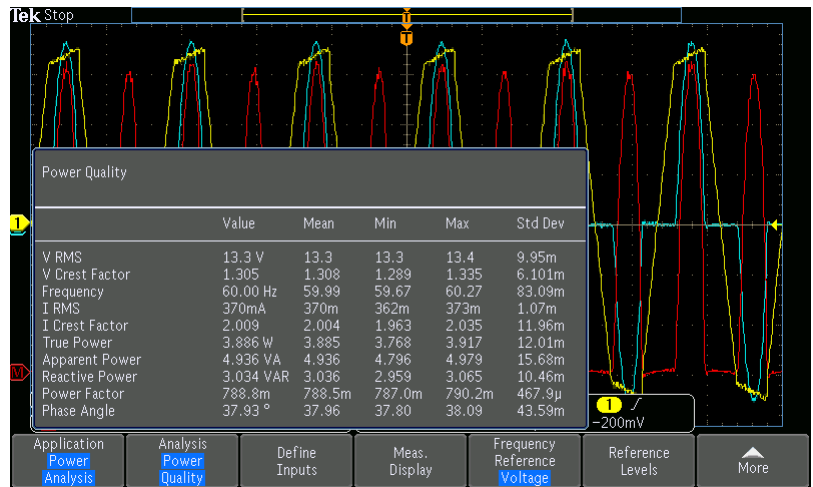 Tek Stop
T
T
Power Quality
Value Mean Min Max Std Dev
V RMS 13.3 V 13.3 13.3 13.4 9.95m
V Crest Factor 1.305 1.308 1.289 1.335 6.101m
Frequency 60.00 Hz 59.99 59.67 60.27 83.09m
I RMS 370mA 370m 362m 373m 1.07m
I Crest Factor 2.009 2.004 1.963 2.035 11.96m
True Power 3.886 W 3.885 3.768 3.917 12.01m
Apparent Power 4.936 VA 4.936 4.796 4.979 15.68m
Reactive Power 3.034 VAR 3.036 2.959 3.065 10.46m
Power Factor 788.8m 788.5m 787.0m 790.2m 467.9µ
Phase Angle 37.93 ° 37.96 37.80 38.09 43.59m
1
M
1
-200mV
Application
Power
Analysis
Analysis
Power
Quality
Define
Inputs
Meas.
Display
Frequency
Reference
Voltage
Reference
Levels
More